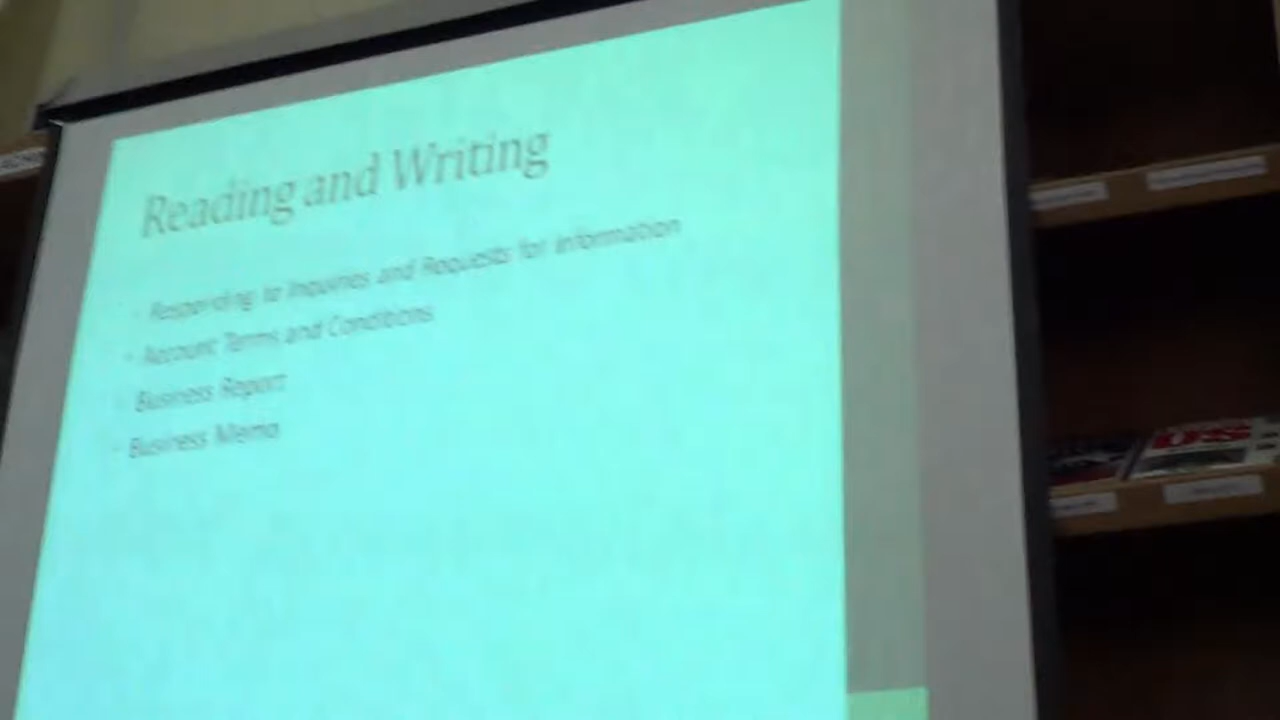 Reading and Writing
Responding to Inquiries and Requests for Information
Account Terms and Conditions
Business Report
Business Memo